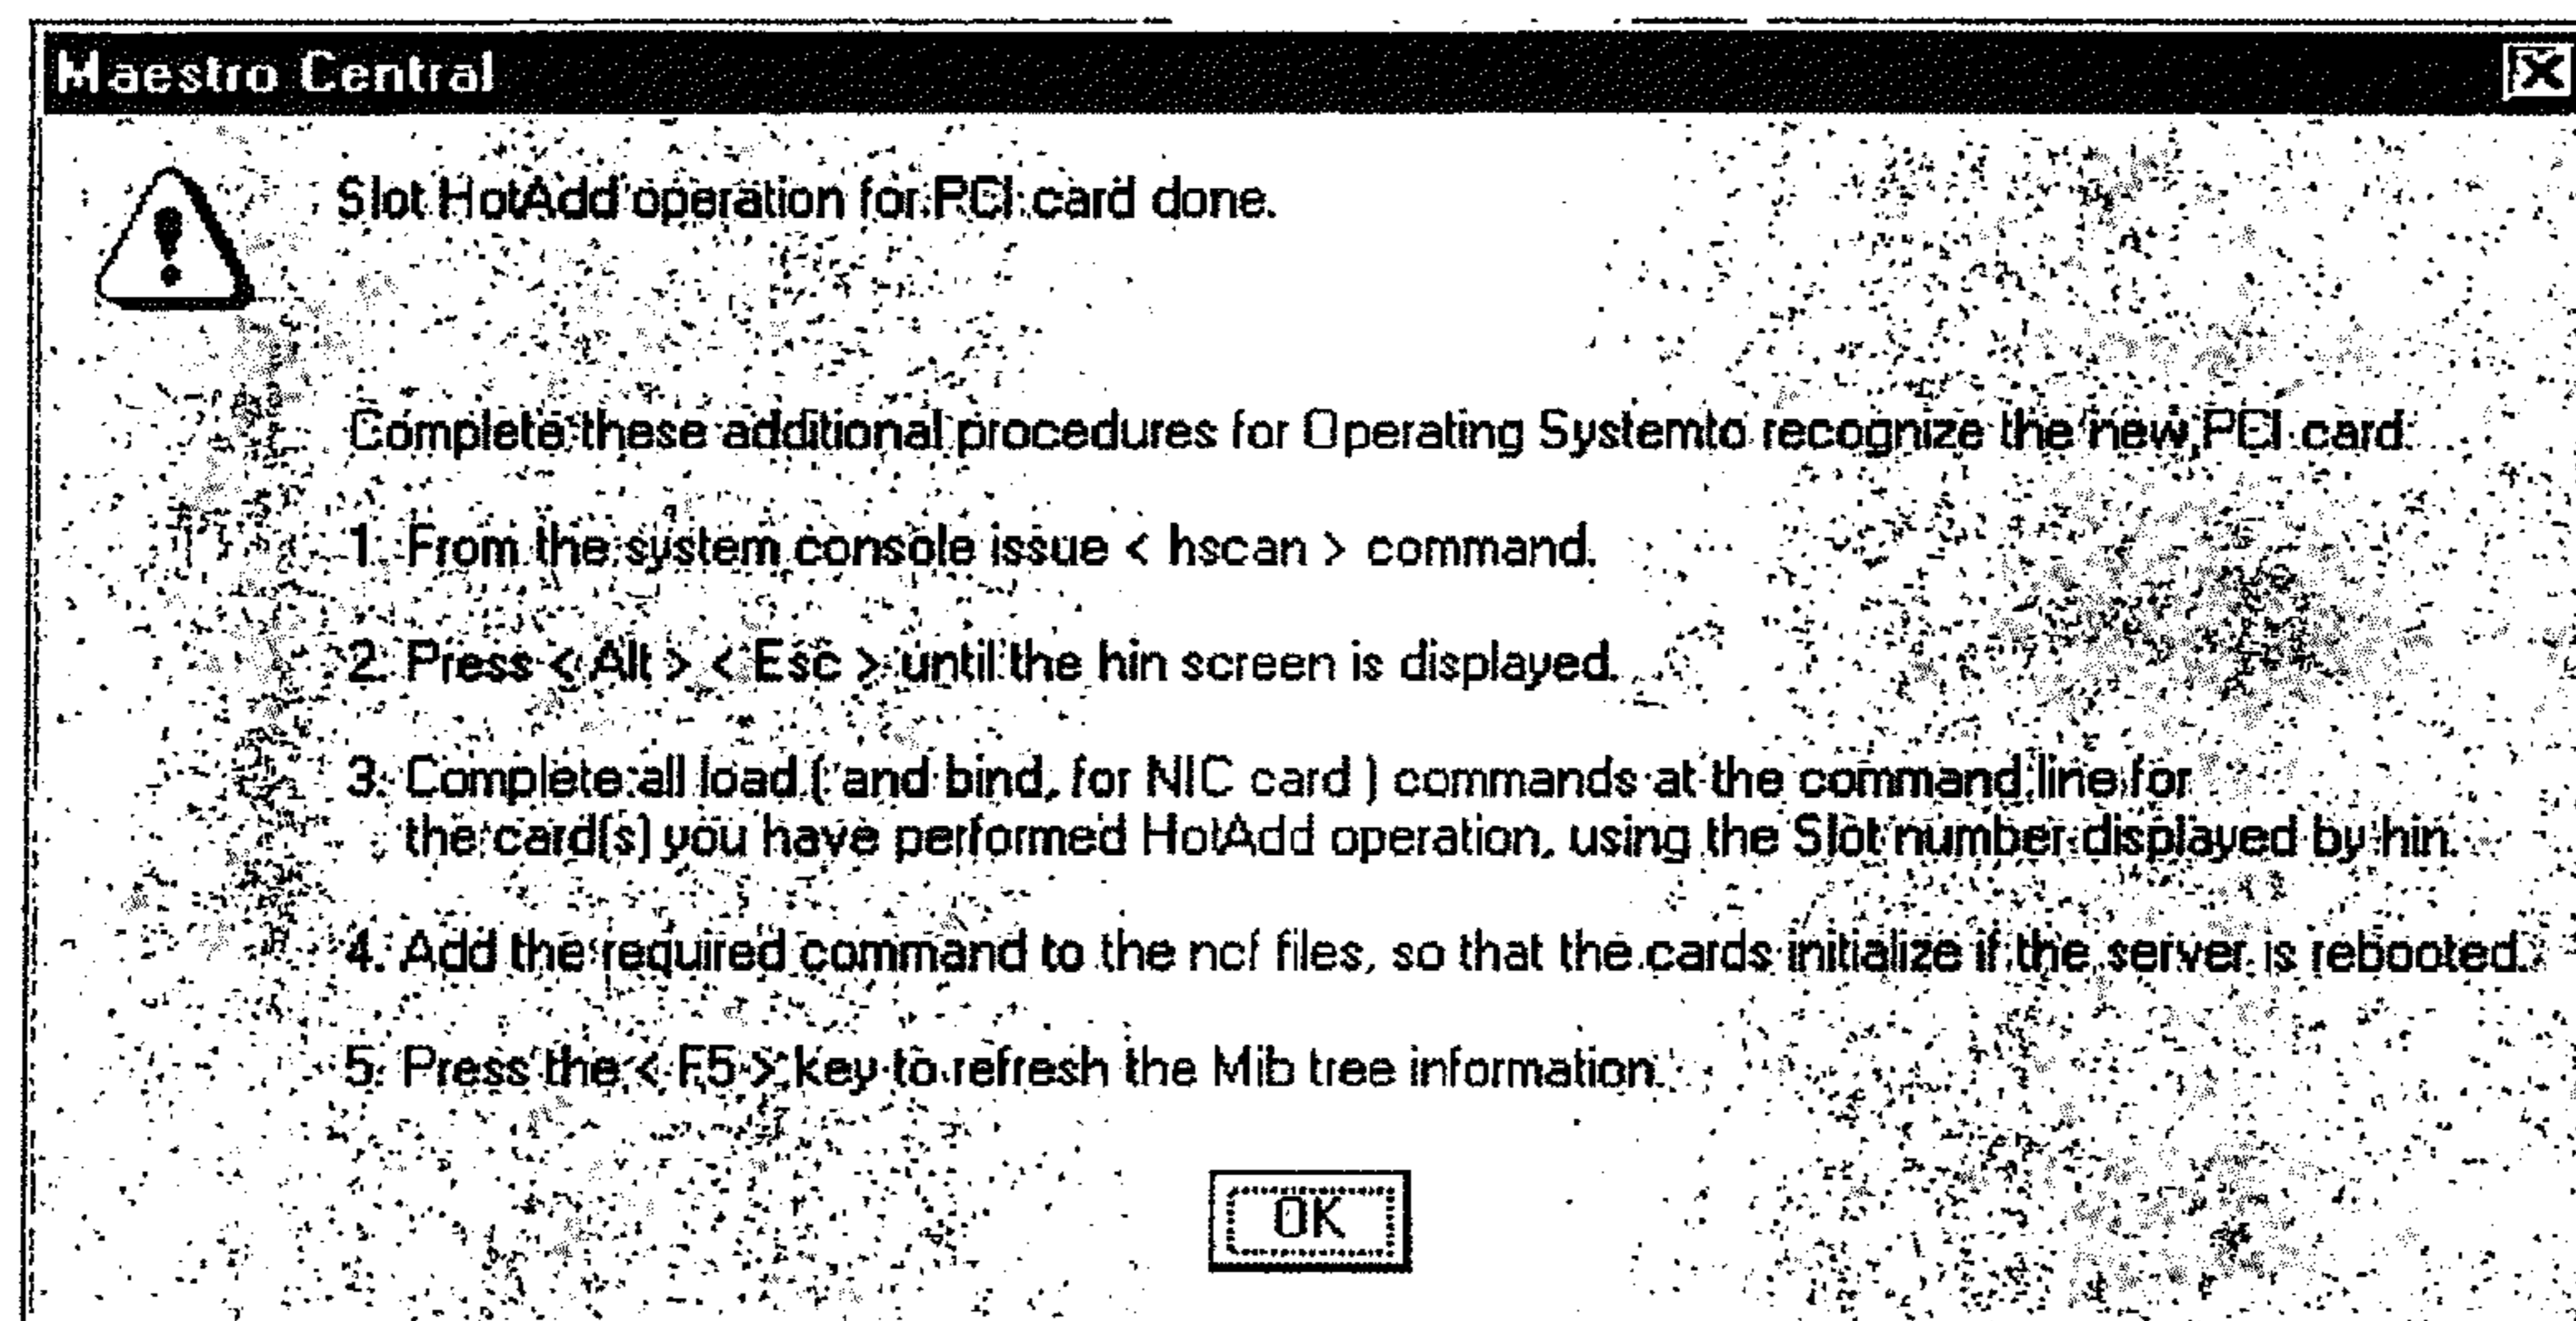 Maestro Central
Slot HotAdd operation for PCI card done.
Complete these additional procedures for Operating Systemto recognize the new PCI card.
1. From the system console issue < hscan > command.
2. Press < Alt > < Esc > until the hin screen is displayed.
3. Complete all load ( and bind, for NIC card ) commands at the command line for
the card(s) you have performed HotAdd operation, using the Slot number displayed by hin.
4. Add the required command to the ncf files, so that the cards initialize if the server is rebooted.
5. Press the < F5 > key to refresh the Mib tree information.
OK